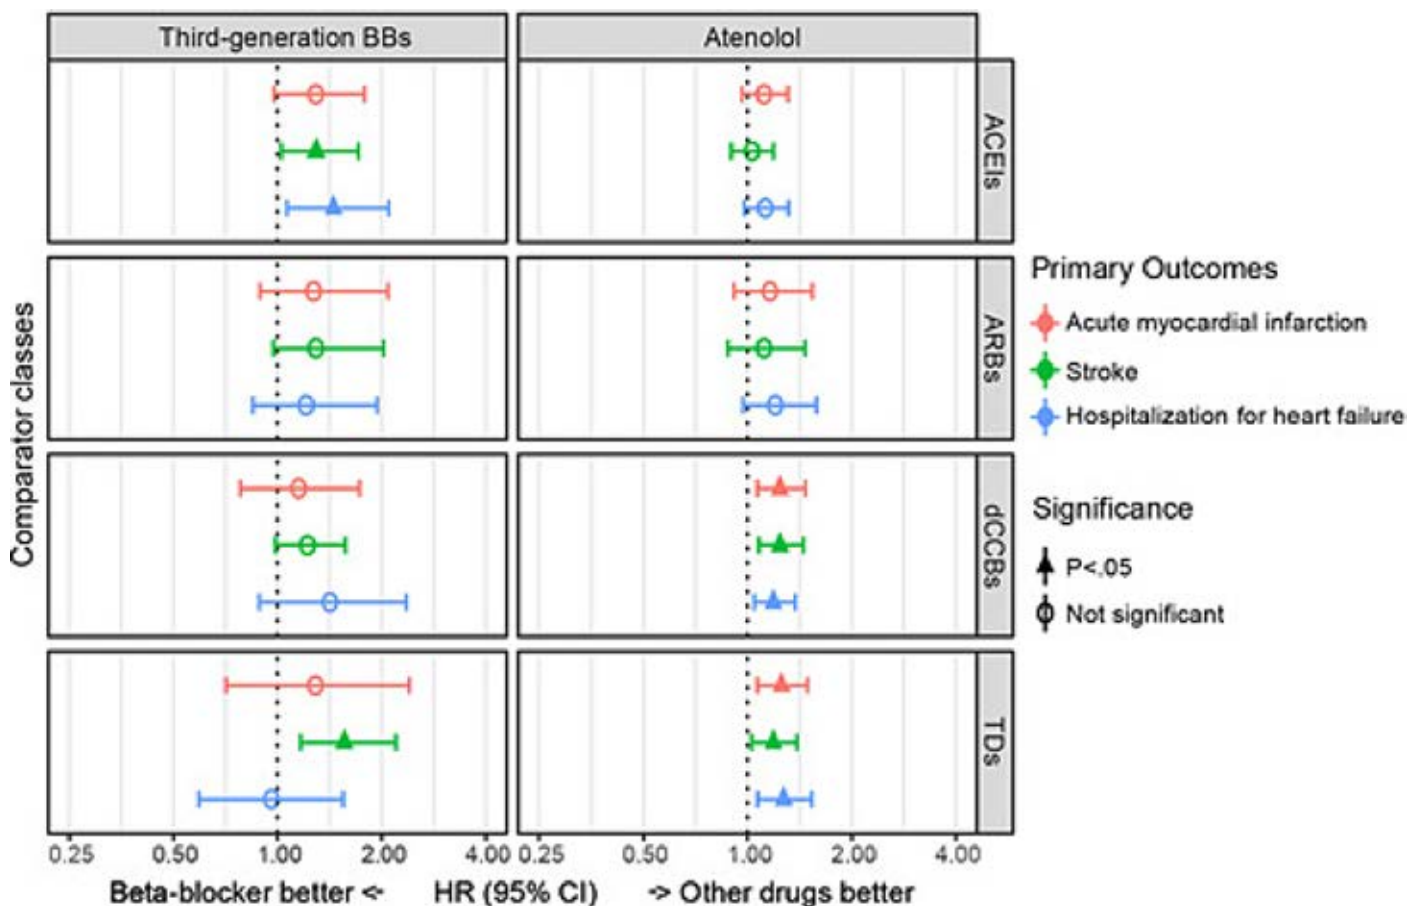 Third-generation BBs
Atenolol
ACEIs
ARBs
dCCBs
TDs
Comparator classes
Primary Outcomes
Acute myocardial infarction
Stroke
Hospitalization for heart failure
Significance
P<.05
Not significant
0.25 0.50 1.00 2.00 4.00 0.25 0.50 1.00 2.00 4.00
Beta-blocker better <- HR (95% CI) -> Other drugs better